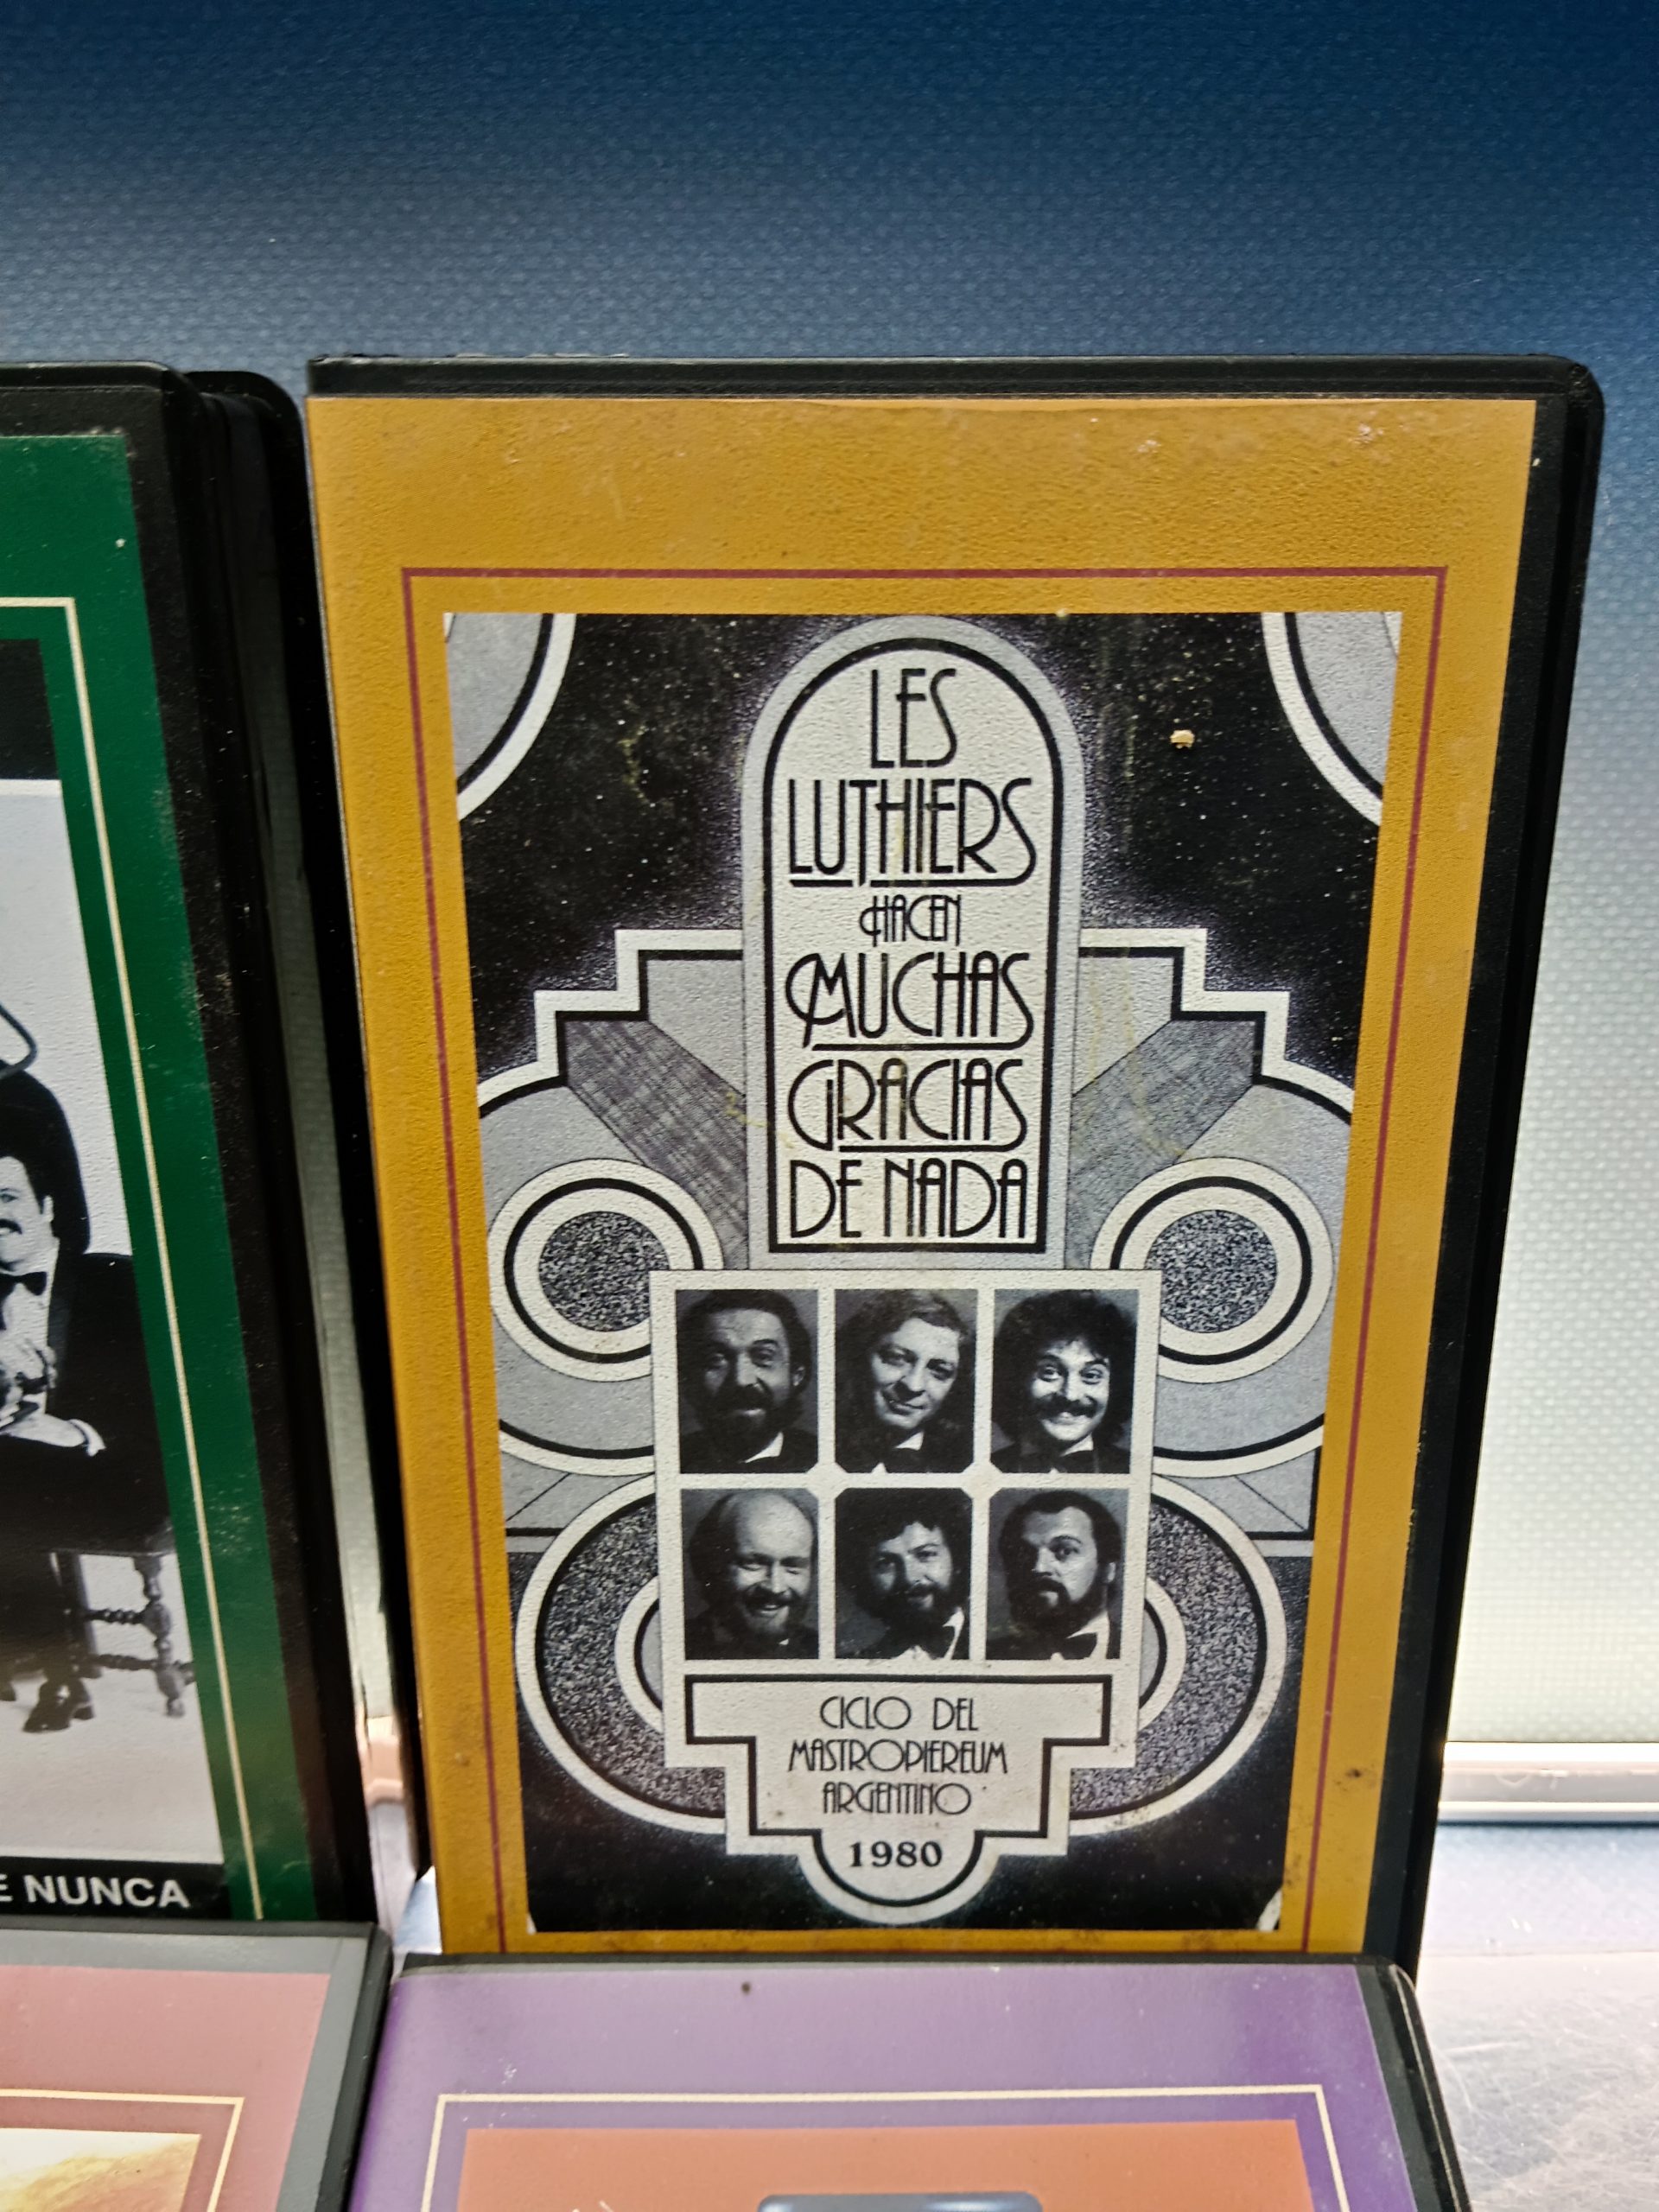 LES
LUTHIERS
HACEN
MUCHAS
GRACIAS
DE NADA
CICLO DEL
MASTROPIEREUM
ARGENTINO
1980
E NUNCA